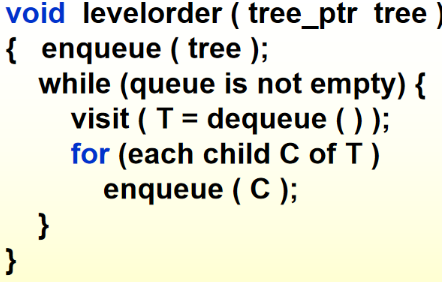 void levelorder ( tree_ptr tree )
{ enqueue ( tree );
while (queue is not empty) {
visit ( T = dequeue ( ) );
for (each child C of T )
enqueue ( C );
}
}